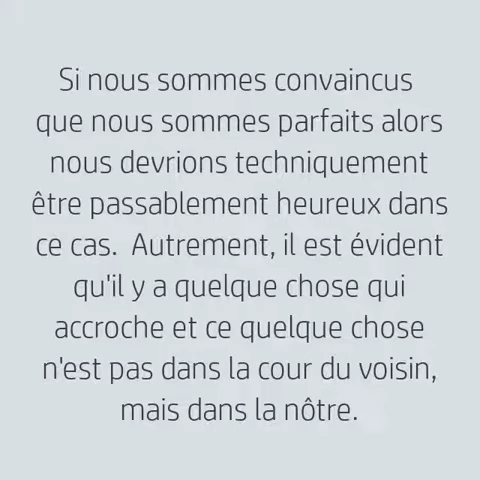 Si nous sommes convaincus
que nous sommes parfaits alors
nous devrions techniquement
être passablement heureux dans
ce cas.  Autrement, il est évident
qu'il y a quelque chose qui
accroche et ce quelque chose
n'est pas dans la cour du voisin,
mais dans la nôtre.